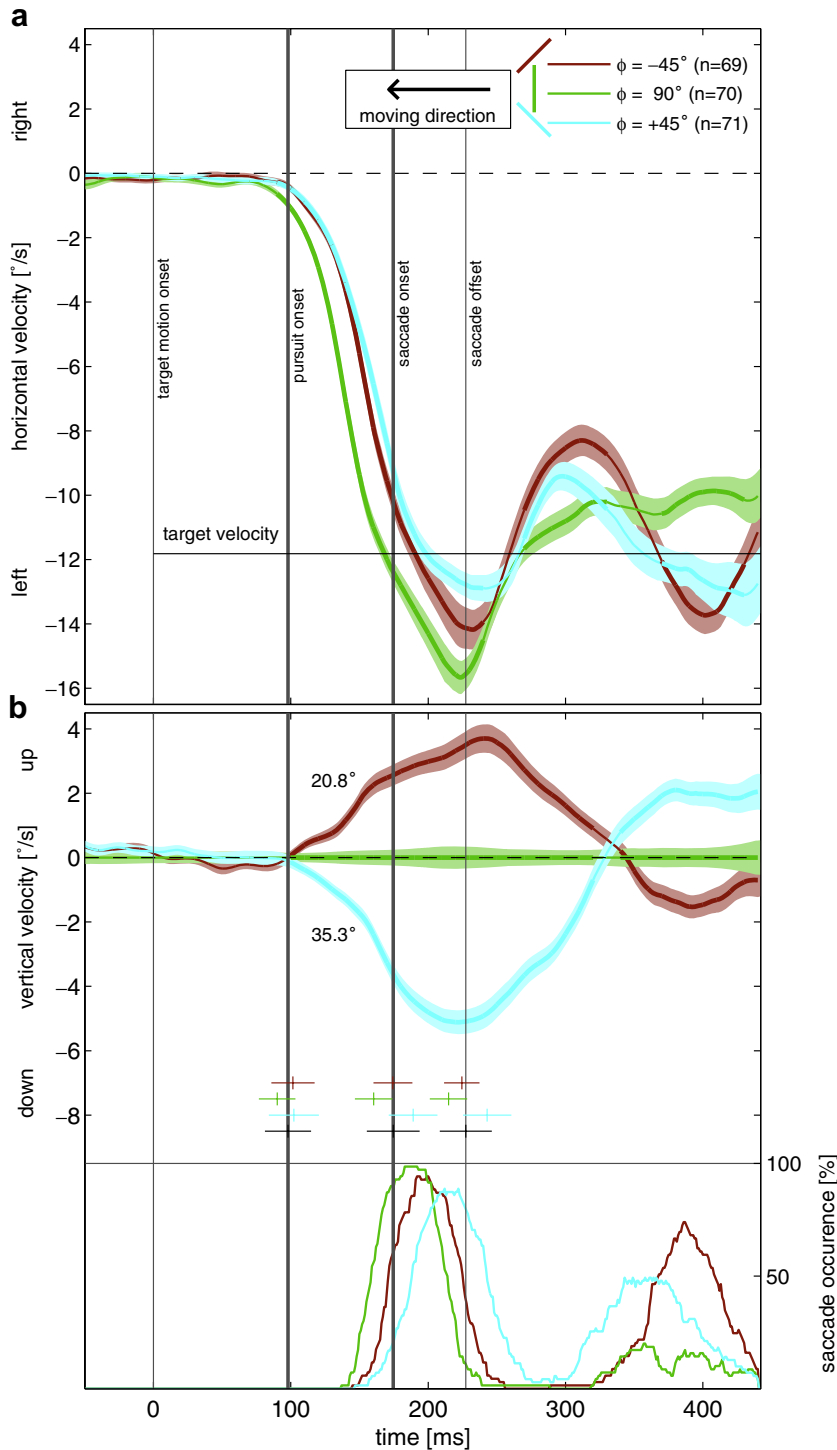 a
4
2
0
−2
−4
−6
−8
−10
−12
−14
−16
right
horizontal velocity [°/s]
left
moving direction
ϕ = −45° (n=69)
ϕ = 90° (n=70)
ϕ = +45° (n=71)
target motion onset
pursuit onset
saccade onset
saccade offset
target velocity
b
4
2
0
−2
−4
−6
−8
up
vertical velocity [°/s]
down
20.8°
35.3°
100
50
saccade occurence [%]
0
100
200
300
400
time [ms]